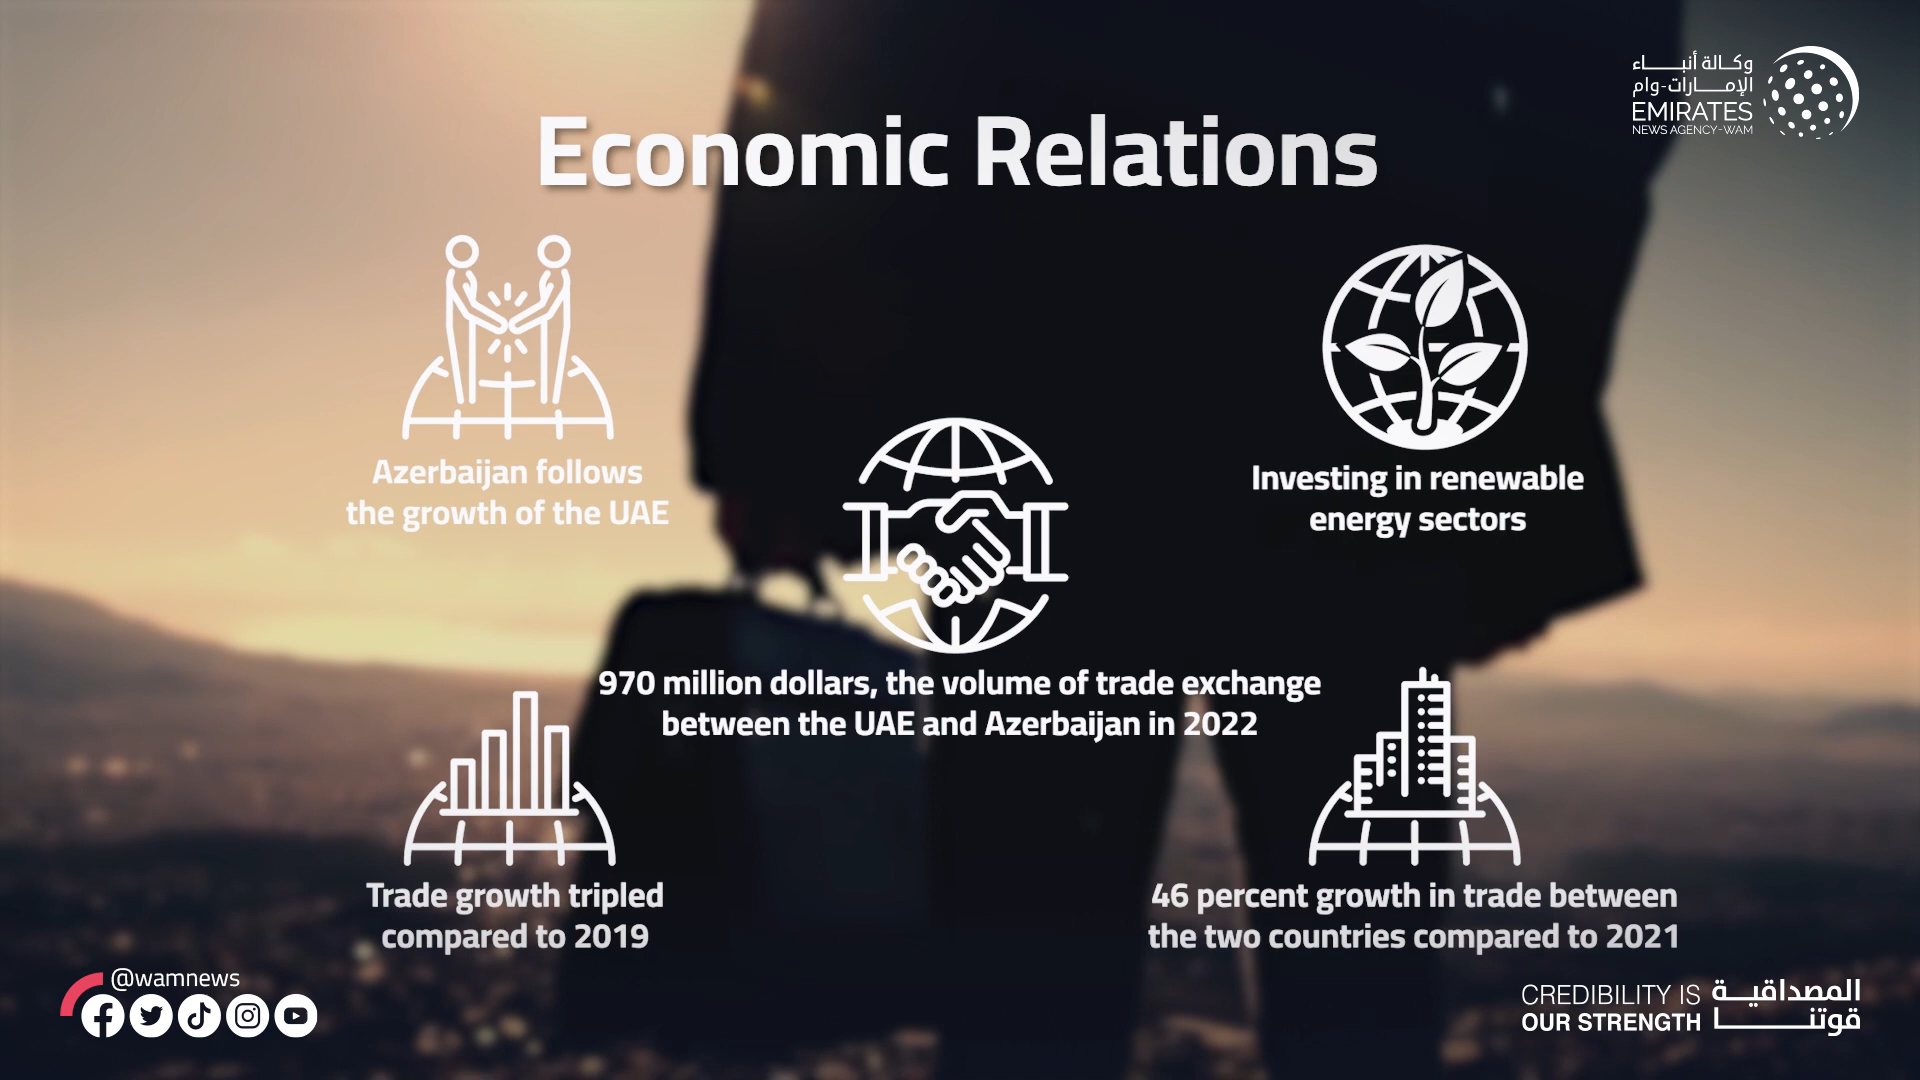 وكالة أنباء
الإمارات-وام
EMIRATES
NEWS AGENCY-WAM
Economic Relations
Azerbaijan follows
the growth of the UAE
Investing in renewable
energy sectors
970 million dollars, the volume of trade exchange
between the UAE and Azerbaijan in 2022
Trade growth tripled
compared to 2019
46 percent growth in trade between
the two countries compared to 2021
@wamnews
CREDIBILITY IS
OUR STRENGTH
المصداقية
قوتنا